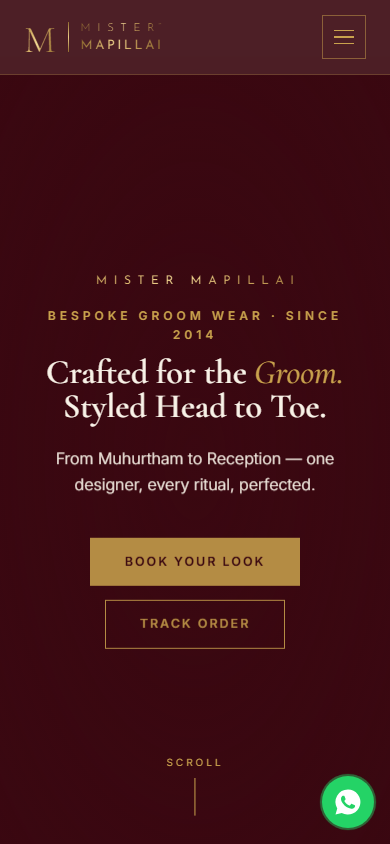 M
MISTER
MAPILLAI
MISTER MAPILLAI
BESPOKE GROOM WEAR · SINCE
2014
Crafted for the Groom.
Styled Head to Toe.
From Muhurtham to Reception — one
designer, every ritual, perfected.
BOOK YOUR LOOK
TRACK ORDER
SCROLL